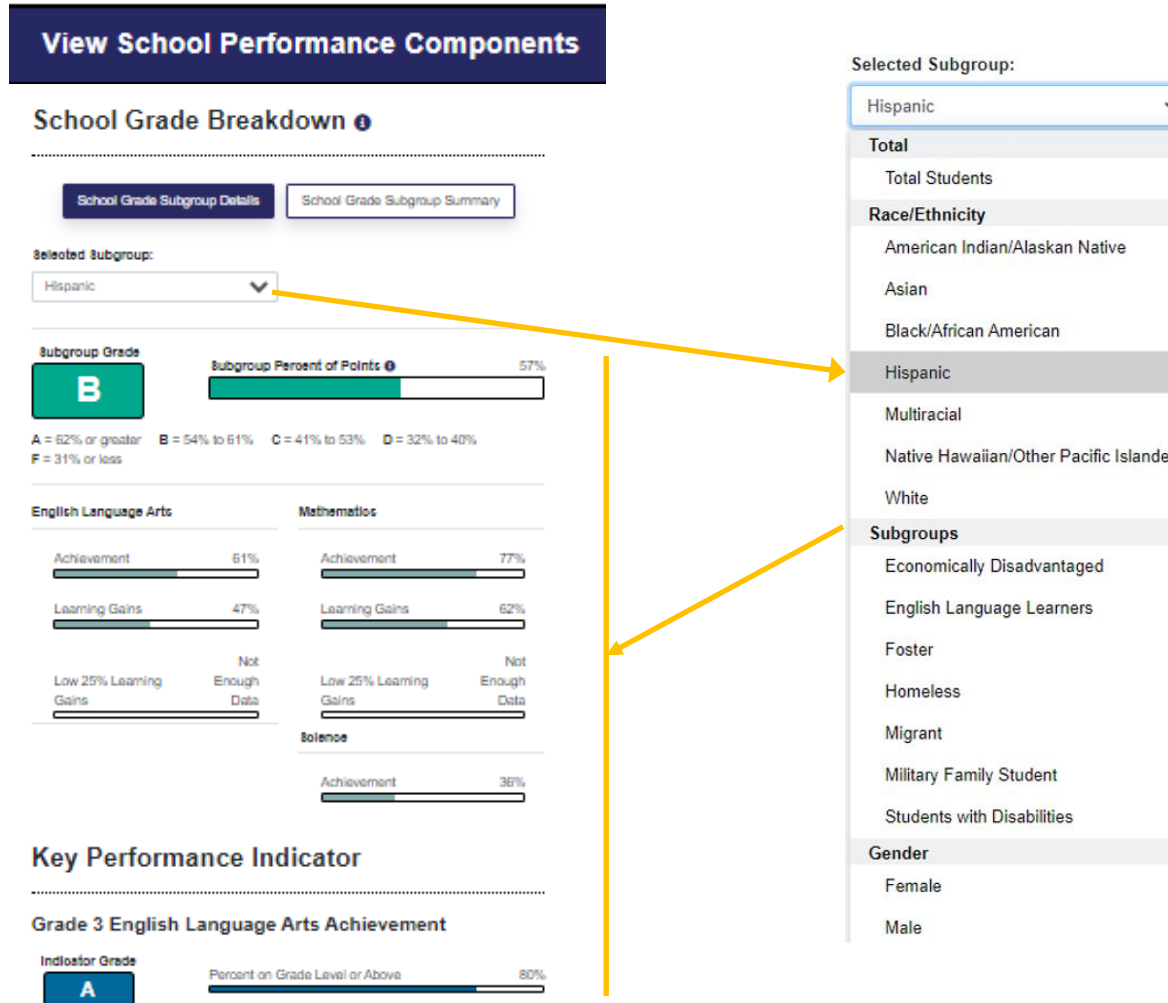 View School Performance Components
School Grade Breakdown
School Grade Subgroup Details
School Grade Subgroup Summary
Selected Subgroup:
Hispanic
Subgroup Grade
B
Subgroup Percent of Points
57%
A = 62% or greater B = 54% to 61% C = 41% to 53% D = 32% to 40%
F = 31% or less
English Language Arts
Achievement 61%
Learning Gains 47%
Low 25% Learning
Gains
Not
Enough
Data
Mathematics
Achievement 77%
Learning Gains 62%
Low 25% Learning
Gains
Not
Enough
Data
Science
Achievement 36%
Key Performance Indicator
Grade 3 English Language Arts Achievement
Indicator Grade
A
Percent on Grade Level or Above 80%
Selected Subgroup:
Hispanic
Total
Total Students
Race/Ethnicity
American Indian/Alaskan Native
Asian
Black/African American
Hispanic
Multiracial
Native Hawaiian/Other Pacific Islande
White
Subgroups
Economically Disadvantaged
English Language Learners
Foster
Homeless
Migrant
Military Family Student
Students with Disabilities
Gender
Female
Male